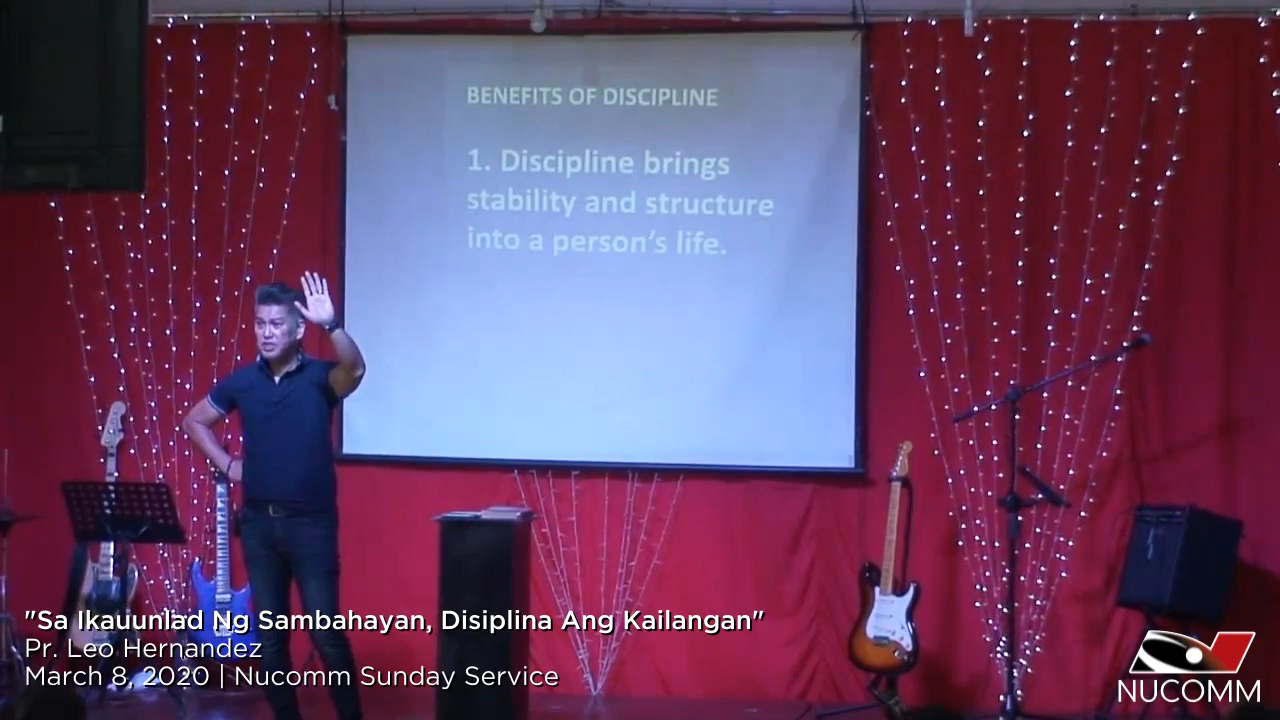 BENEFITS OF DISCIPLINE
1. Discipline brings
stability and structure
into a person's life.
"Sa Ikauunlad Ng Sambahayan, Disiplina Ang Kailangan"
Pr. Leo Hernandez
March 8, 2020 | Nucomm Sunday Service
NUCOMM